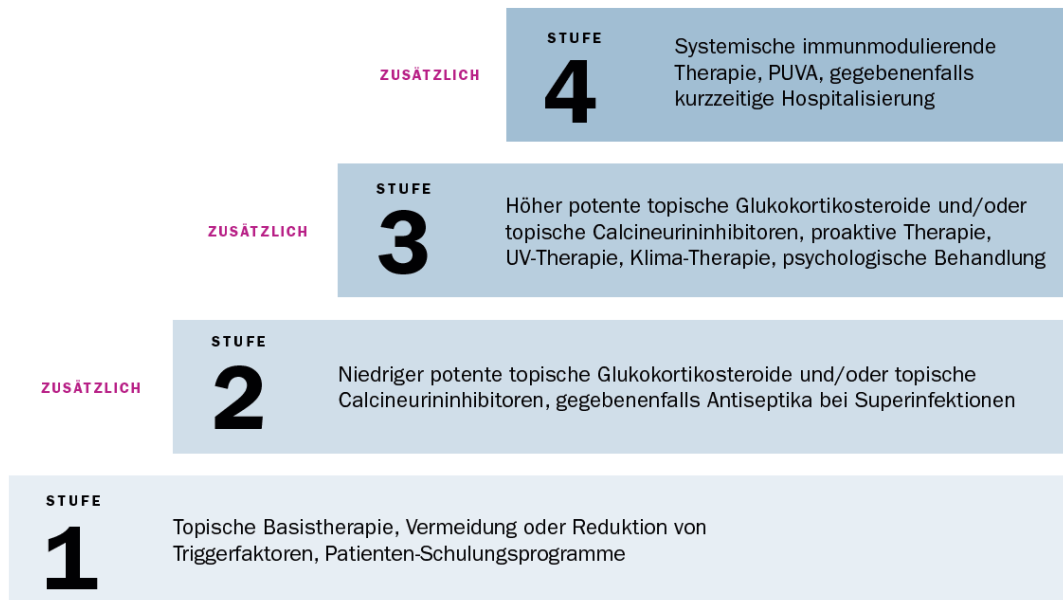 ZUSÄTZLICH
STUFE
4
Systemische immunmodulierende
Therapie, PUVA, gegebenenfalls
kurzzeitige Hospitalisierung
ZUSÄTZLICH
STUFE
3
Höher potente topische Glukokortikosteroide und/oder
topische Calcineurininhibitoren, proaktive Therapie,
UV-Therapie, Klima-Therapie, psychologische Behandlung
ZUSÄTZLICH
STUFE
2
Niedriger potente topische Glukokortikosteroide und/oder topische
Calcineurininhibitoren, gegebenenfalls Antiseptika bei Superinfektionen
STUFE
1
Topische Basistherapie, Vermeidung oder Reduktion von
Triggerfaktoren, Patienten-Schulungsprogramme